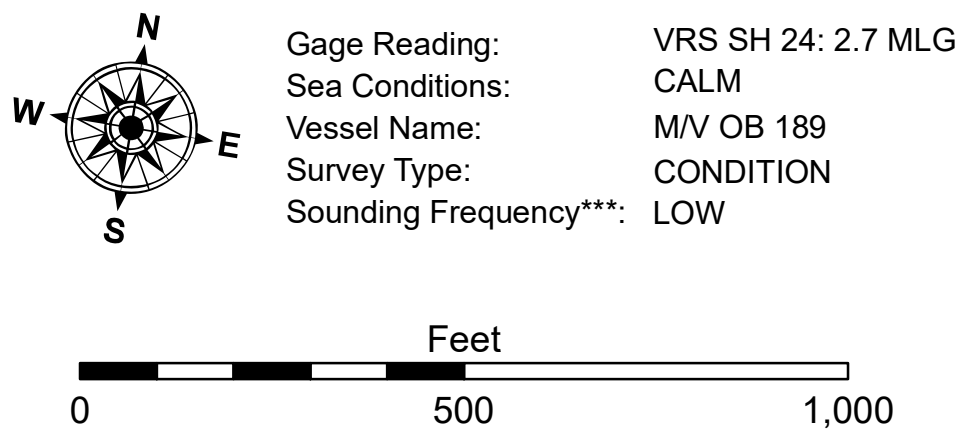 N
W
E
S
Gage Reading: VRS SH 24: 2.7 MLG
Sea Conditions: CALM
Vessel Name: M/V OB 189
Survey Type: CONDITION
Sounding Frequency***: LOW
Feet
0 500 1,000